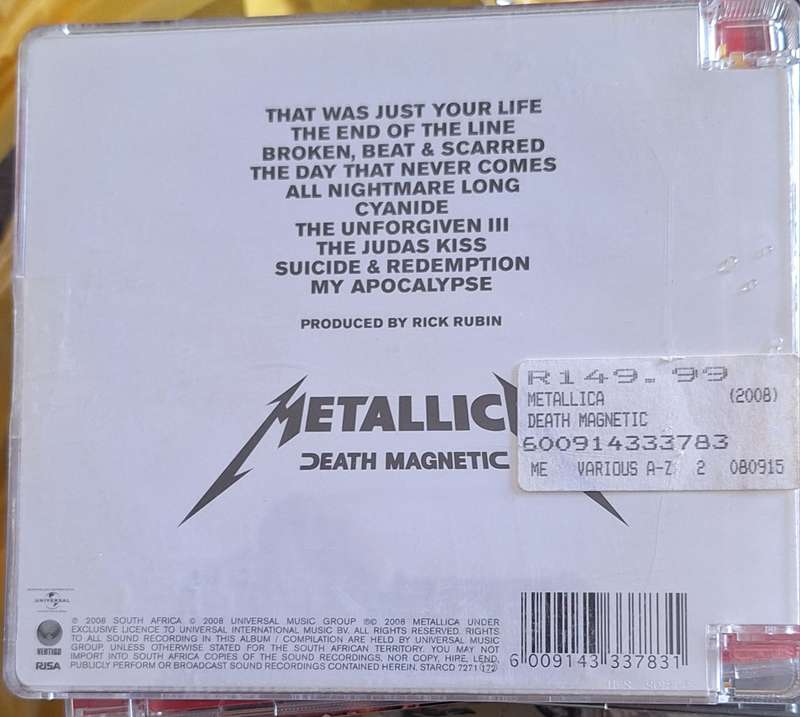 THAT WAS JUST YOUR LIFE
THE END OF THE LINE
BROKEN, BEAT & SCARRED
THE DAY THAT NEVER COMES
ALL NIGHTMARE LONG
CYANIDE
THE UNFORGIVEN III
THE JUDAS KISS
SUICIDE & REDEMPTION
MY APOCALYPSE
PRODUCED BY RICK RUBIN
METALLIC
DEATH MAGNETIC
R149.99
METALLICA (2008)
DEATH MAGNETIC
600914333783
ME VARIOUS A-Z 2 080915
UNIVERSAL
VERTIGO
RISA
℗ 2008 SOUTH AFRICA © 2008 UNIVERSAL MUSIC GROUP ℗© 2008 METALLICA UNDER
EXCLUSIVE LICENCE TO UNIVERSAL INTERNATIONAL MUSIC BV. ALL RIGHTS RESERVED. RIGHTS
TO ALL SOUND RECORDING IN THIS ALBUM / COMPILATION ARE HELD BY UNIVERSAL MUSIC
GROUP, UNLESS OTHERWISE STATED FOR THE SOUTH AFRICAN TERRITORY. YOU MAY NOT
IMPORT INTO SOUTH AFRICA COPIES OF THE SOUND RECORDINGS, NOR COPY, HIRE, LEND,
PUBLICLY PERFORM OR BROADCAST SOUND RECORDINGS CONTAINED HEREIN. STARCD 7271 (72)
6 009143 337831